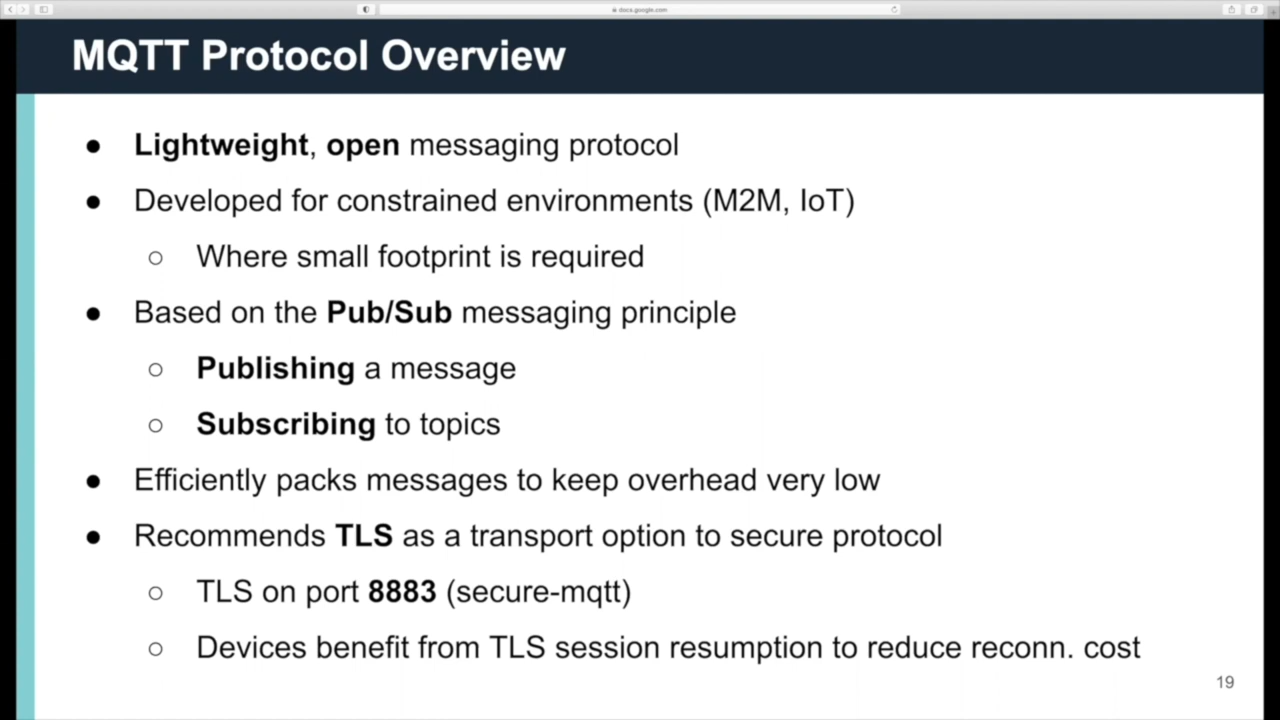 docs.google.com
MQTT Protocol Overview
● Lightweight, open messaging protocol
● Developed for constrained environments (M2M, IoT)
○ Where small footprint is required
● Based on the Pub/Sub messaging principle
○ Publishing a message
○ Subscribing to topics
● Efficiently packs messages to keep overhead very low
● Recommends TLS as a transport option to secure protocol
○ TLS on port 8883 (secure-mqtt)
○ Devices benefit from TLS session resumption to reduce reconn. cost
19